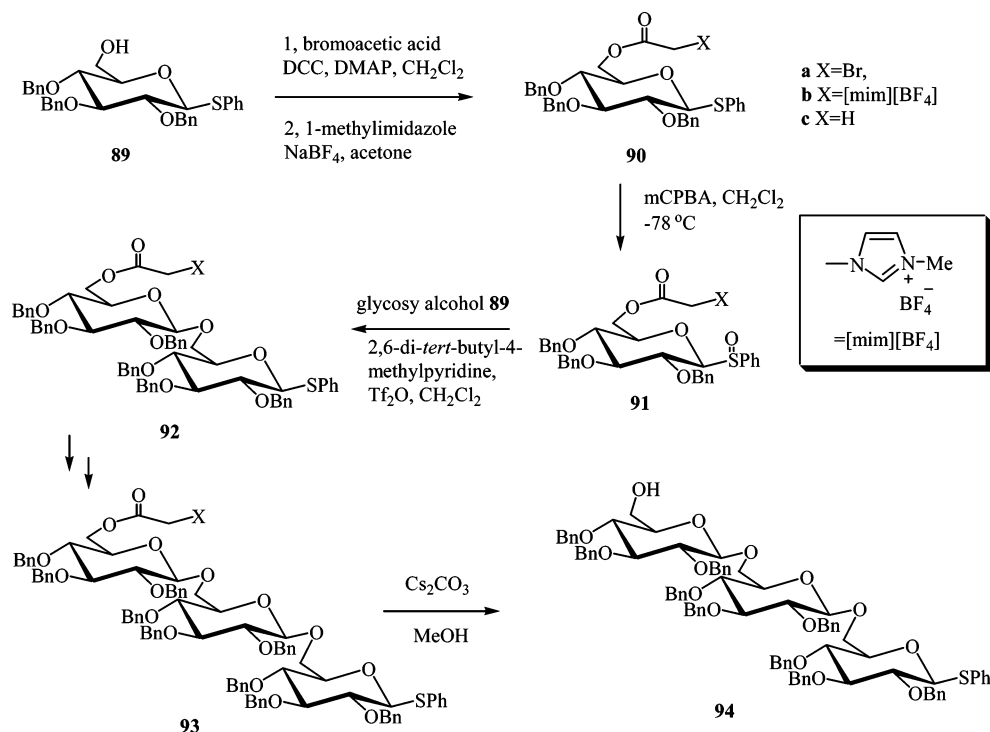 OH
O
BnO
BnO
SPh
OBn
89
1, bromoacetic acid
DCC, DMAP, CH2Cl2
2, 1-methylimidazole
NaBF4, acetone
O
X
O
O
BnO
BnO
SPh
OBn
90
a X=Br,
b X=[mim][BF4]
c X=H
mCPBA, CH2Cl2
-78 °C
N
N
+
Me
−
BF4
=[mim][BF4]
O
X
O
O
BnO
BnO
OBn
O
O
BnO
BnO
SPh
OBn
92
glycosy alcohol 89
2,6-di-tert-butyl-4-
methylpyridine,
Tf2O, CH2Cl2
O
X
O
O
BnO
BnO
O
SPh
OBn
91
O
X
O
O
BnO
BnO
OBn
O
O
BnO
BnO
OBn
O
O
BnO
BnO
SPh
OBn
93
Cs2CO3
MeOH
OH
O
BnO
BnO
OBn
O
O
BnO
BnO
OBn
O
O
BnO
BnO
SPh
OBn
94